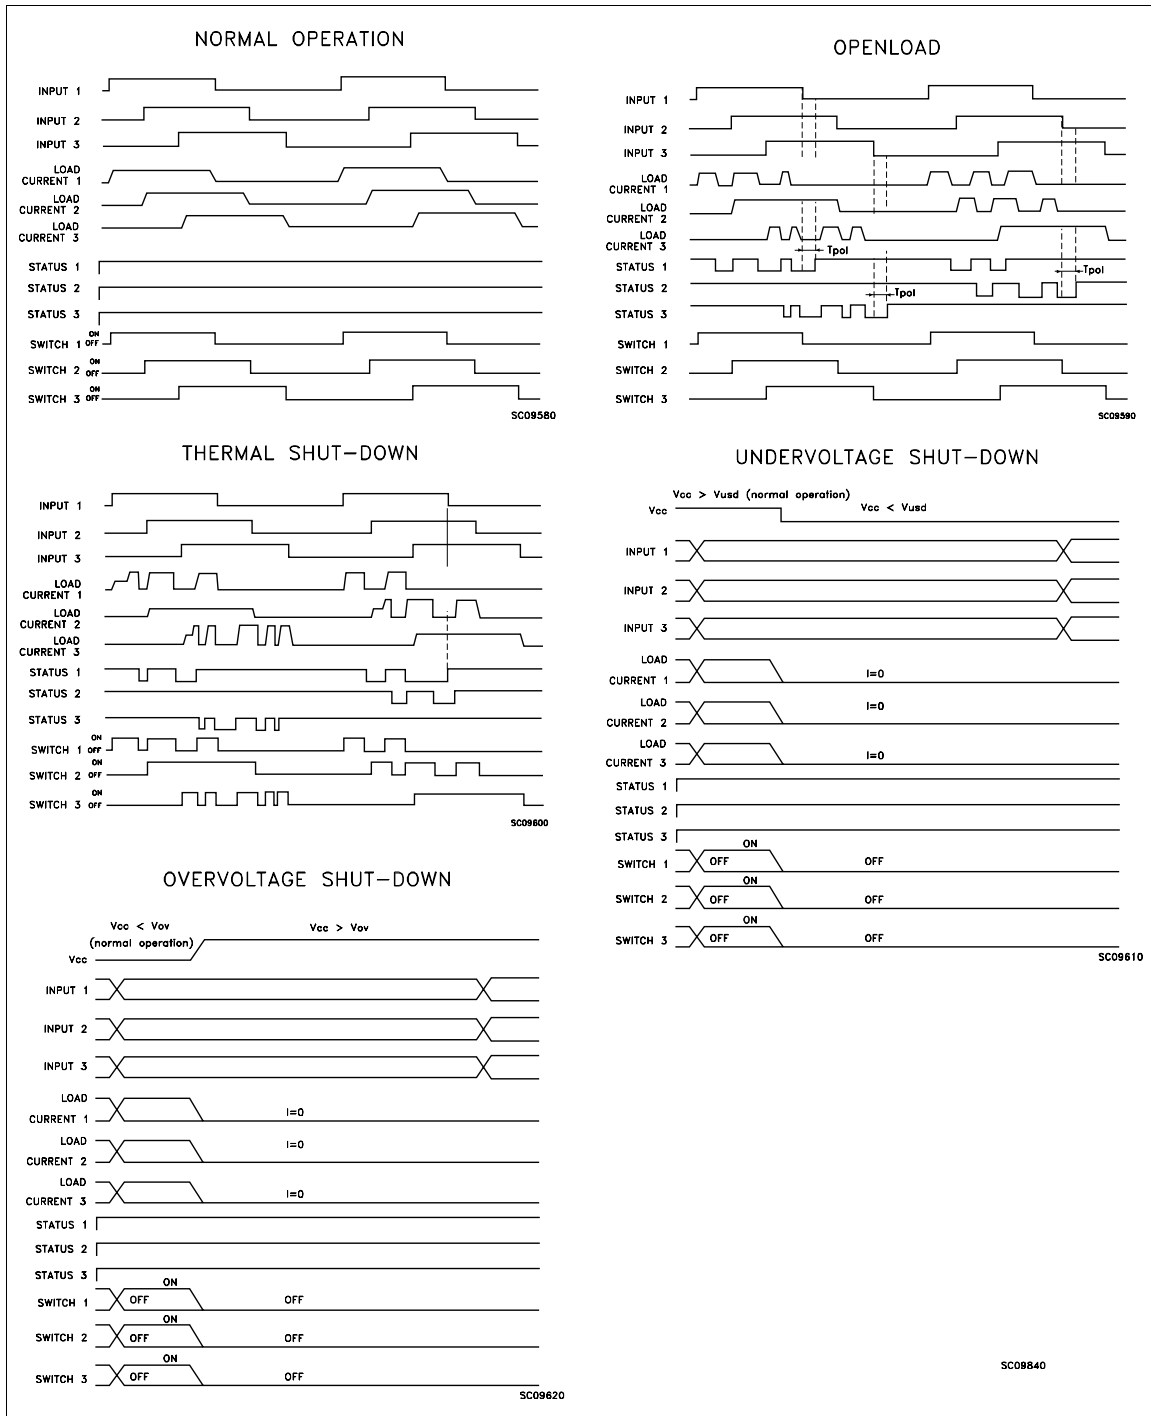 NORMAL OPERATION
INPUT 1
INPUT 2
INPUT 3
LOAD
CURRENT 1
LOAD
CURRENT 2
LOAD
CURRENT 3
STATUS 1
STATUS 2
STATUS 3
SWITCH 1 ON OFF
SWITCH 2 ON OFF
SWITCH 3 ON OFF
SC09580
OPENLOAD
INPUT 1
INPUT 2
INPUT 3
LOAD
CURRENT 1
LOAD
CURRENT 2
LOAD
CURRENT 3
Tpol
STATUS 1
Tpol
STATUS 2
Tpol
STATUS 3
SWITCH 1
SWITCH 2
SWITCH 3
SC09590
THERMAL SHUT-DOWN
INPUT 1
INPUT 2
INPUT 3
LOAD
CURRENT 1
LOAD
CURRENT 2
LOAD
CURRENT 3
STATUS 1
STATUS 2
STATUS 3
SWITCH 1 ON OFF
SWITCH 2 ON OFF
SWITCH 3 ON OFF
SC09600
UNDERVOLTAGE SHUT-DOWN
Vcc > Vusd (normal operation)
Vcc Vcc < Vusd
INPUT 1
INPUT 2
INPUT 3
LOAD
CURRENT 1 I=0
LOAD
CURRENT 2 I=0
LOAD
CURRENT 3 I=0
STATUS 1
STATUS 2
STATUS 3
ON
SWITCH 1 OFF OFF
ON
SWITCH 2 OFF OFF
ON
SWITCH 3 OFF OFF
SC09610
OVERVOLTAGE SHUT-DOWN
Vcc < Vov Vcc > Vov
(normal operation)
Vcc
INPUT 1
INPUT 2
INPUT 3
LOAD
CURRENT 1 I=0
LOAD
CURRENT 2 I=0
LOAD
CURRENT 3 I=0
STATUS 1
STATUS 2
STATUS 3
ON
SWITCH 1 OFF OFF
ON
SWITCH 2 OFF OFF
ON
SWITCH 3 OFF OFF
SC09620
SC09840